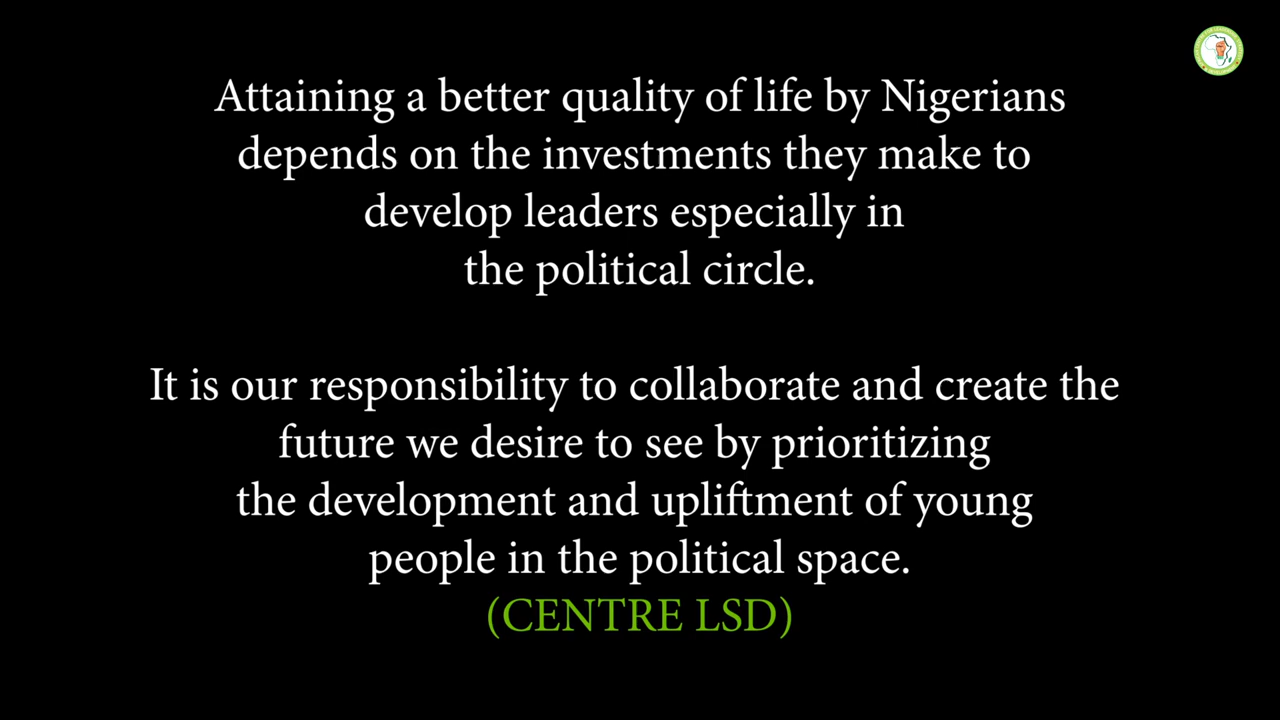 Attaining a better quality of life by Nigerians
depends on the investments they make to
develop leaders especially in
the political circle.
It is our responsibility to collaborate and create the
future we desire to see by prioritizing
the development and upliftment of young
people in the political space.
(CENTRE LSD)